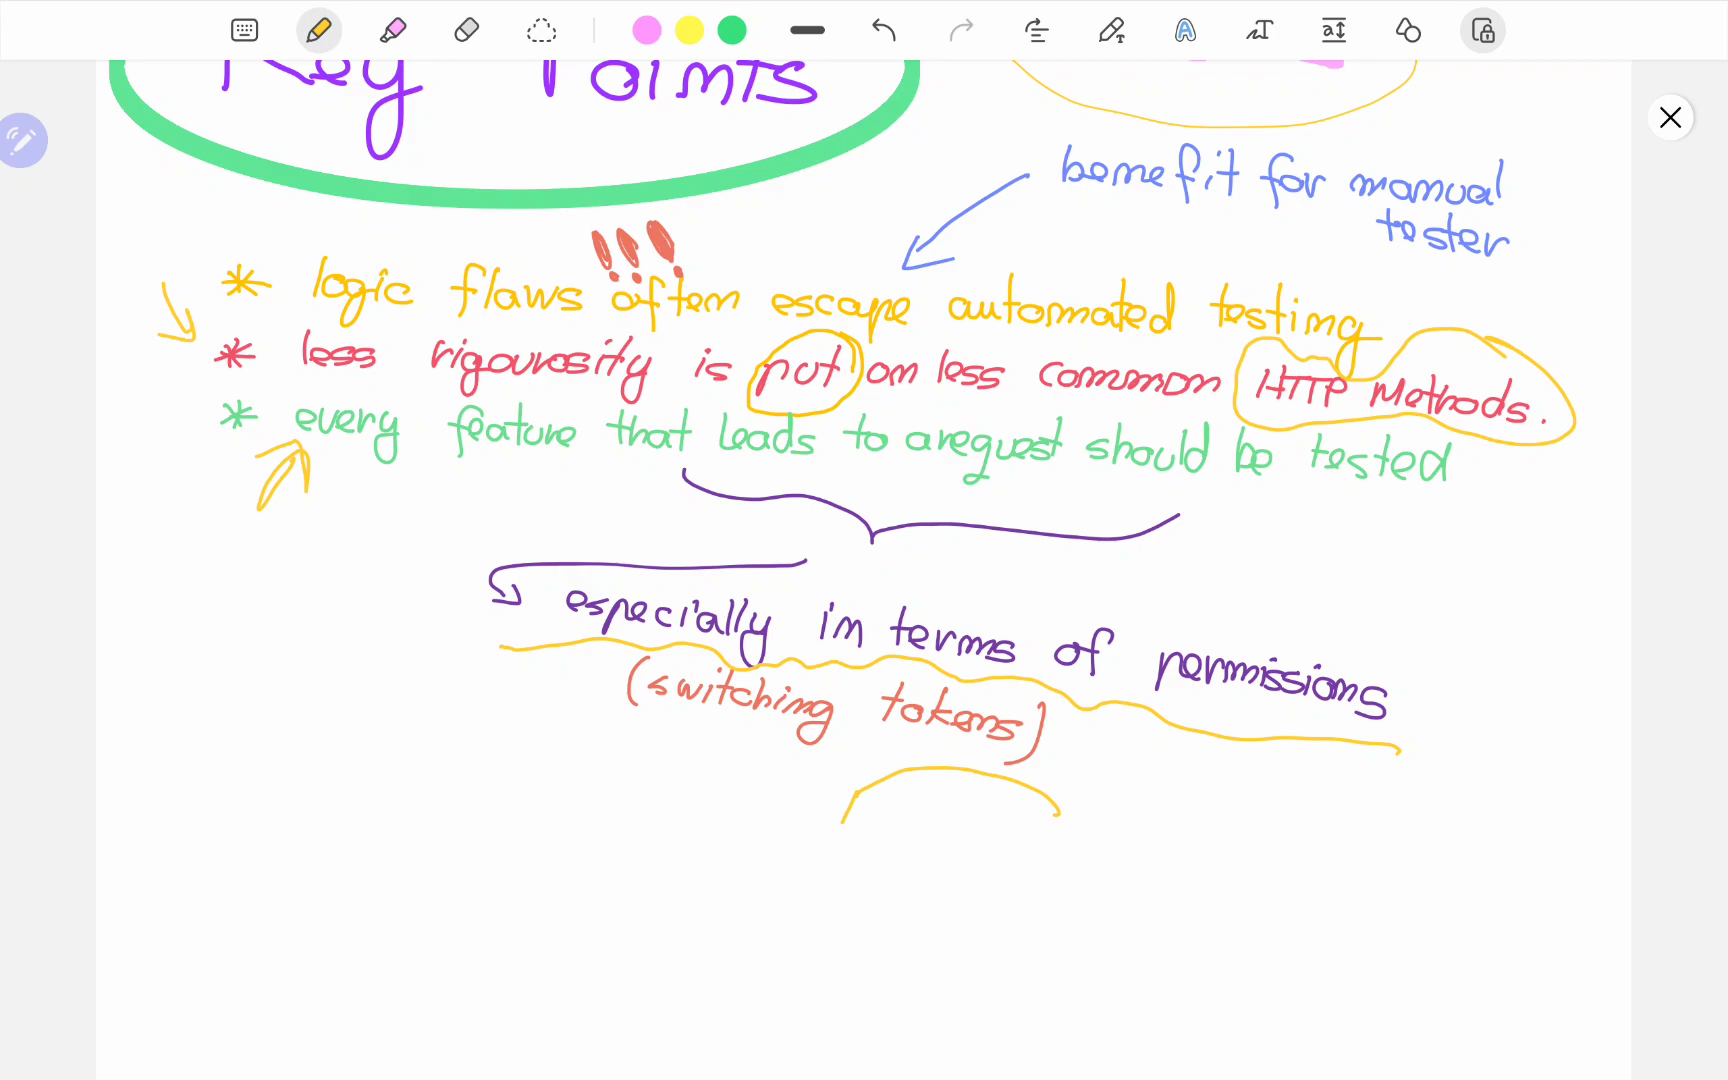 Key Points
benefit for manual
tester
!!!
* logic flaws often escape automated testing
* less rigourosity is not on less common HTTP Methods.
* every feature that leads to a request should be tested
especially in terms of permissions
(switching tokens)